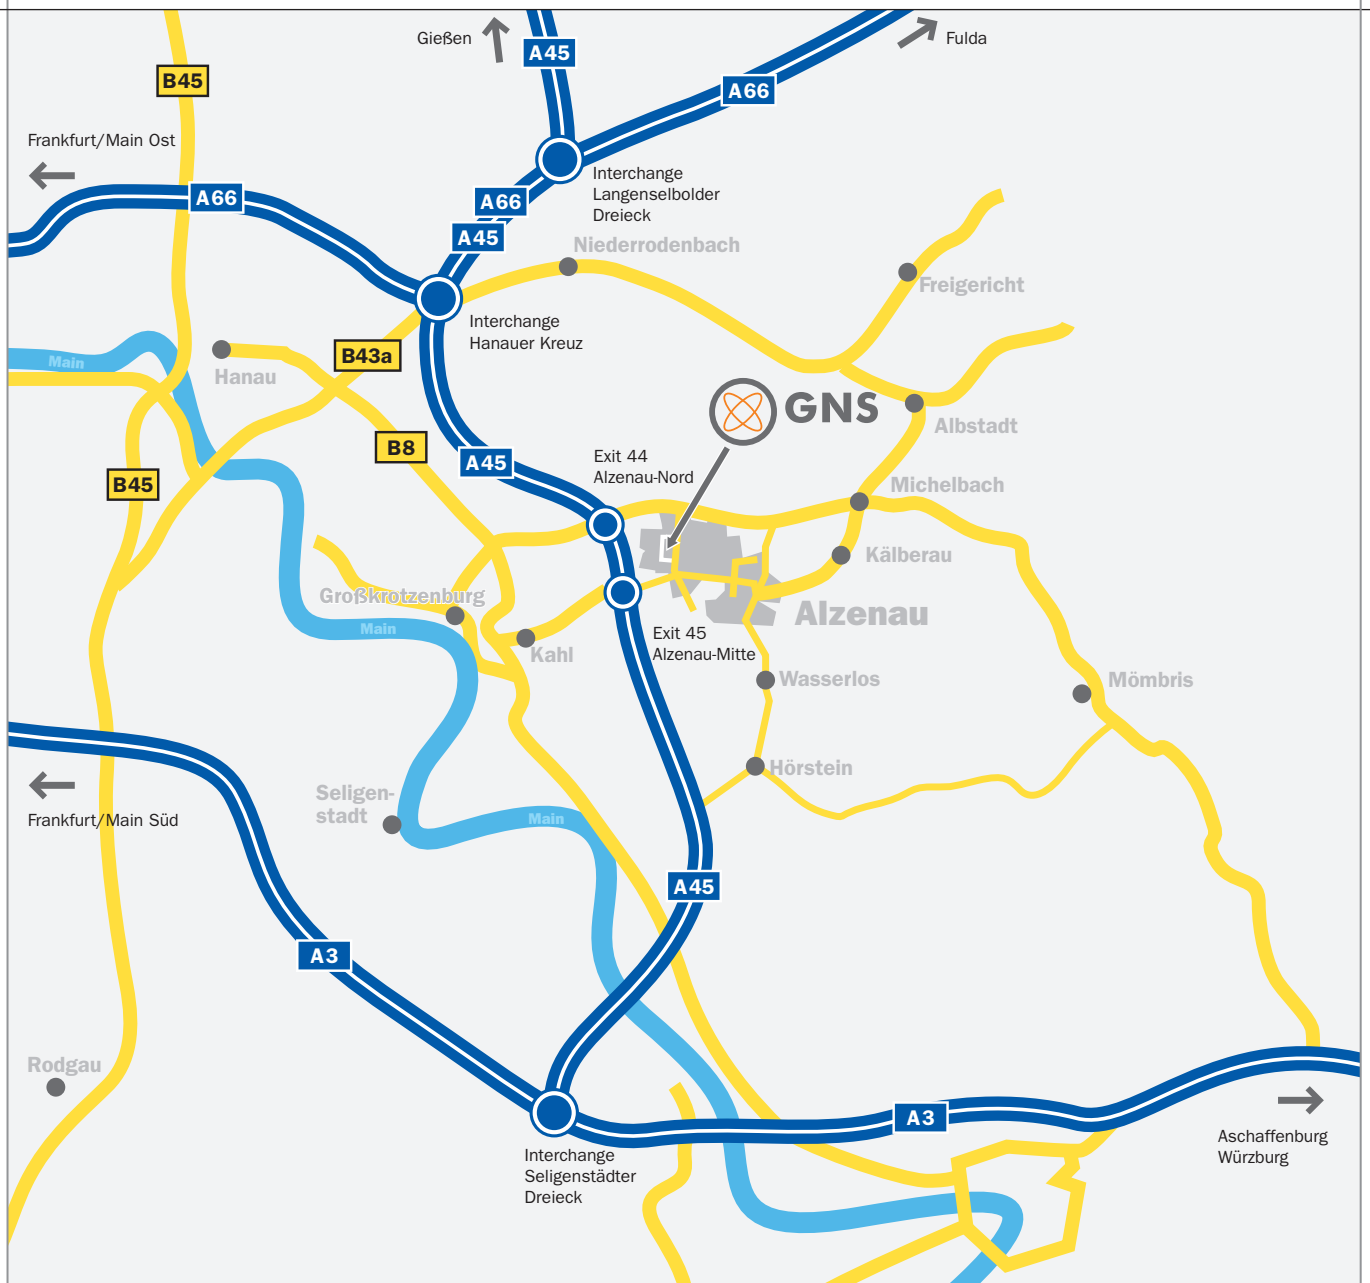 Gießen
A45
Fulda
B45
A66
Frankfurt/Main Ost
Interchange
Langenselbolder
Dreieck
A66
A66
A45
Niederrodenbach
Freigericht
Interchange
Hanauer Kreuz
B43a
Main
Hanau
GNS
Albstadt
B8
A45
Exit 44
Alzenau-Nord
B45
Michelbach
Kälberau
Großkrotzenburg
Alzenau
Main
Exit 45
Alzenau-Mitte
Kahl
Wasserlos
Mömbris
Hörstein
Seligen-
stadt
Frankfurt/Main Süd
Main
A45
A3
Rodgau
A3
Interchange
Seligenstädter
Dreieck
Aschaffenburg
Würzburg